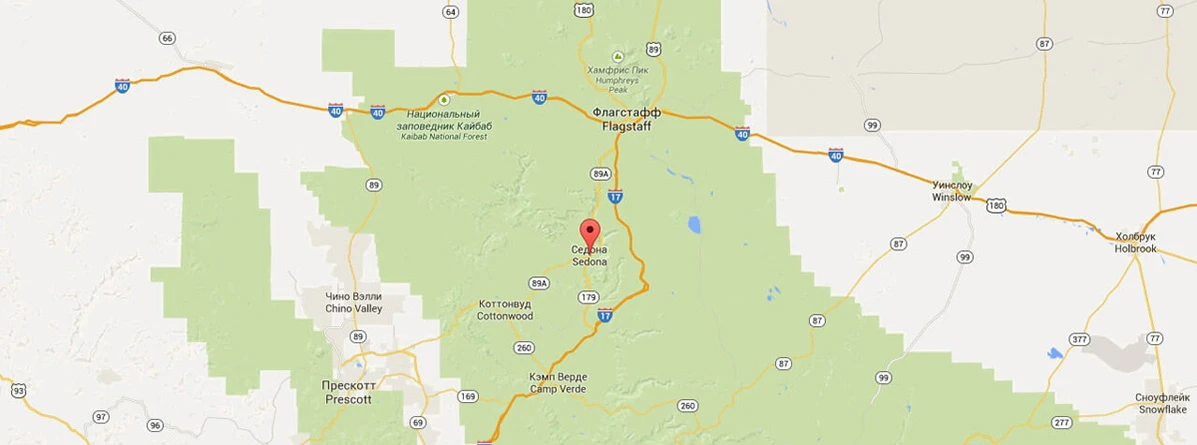 64
180
77
66
87
89
Хамфрис Пик
Humphreys
Peak
40
40
40
40
Национальный
заповедник Кайбаб
Kaibab National Forest
Флагстафф
Flagstaff
40
99
40
89A
77
89
17
Уинслоу
Winslow
180
Седона
Sedona
87
Холбрук
Holbrook
99
89A
179
Чино Вэлли
Chino Valley
Коттонвуд
Cottonwood
17
87
89
260
377
77
87
Кэмп Верде
Camp Verde
99
Прескотт
Prescott
93
169
260
Сноуфлейк
Snowflake
97
96
69
277